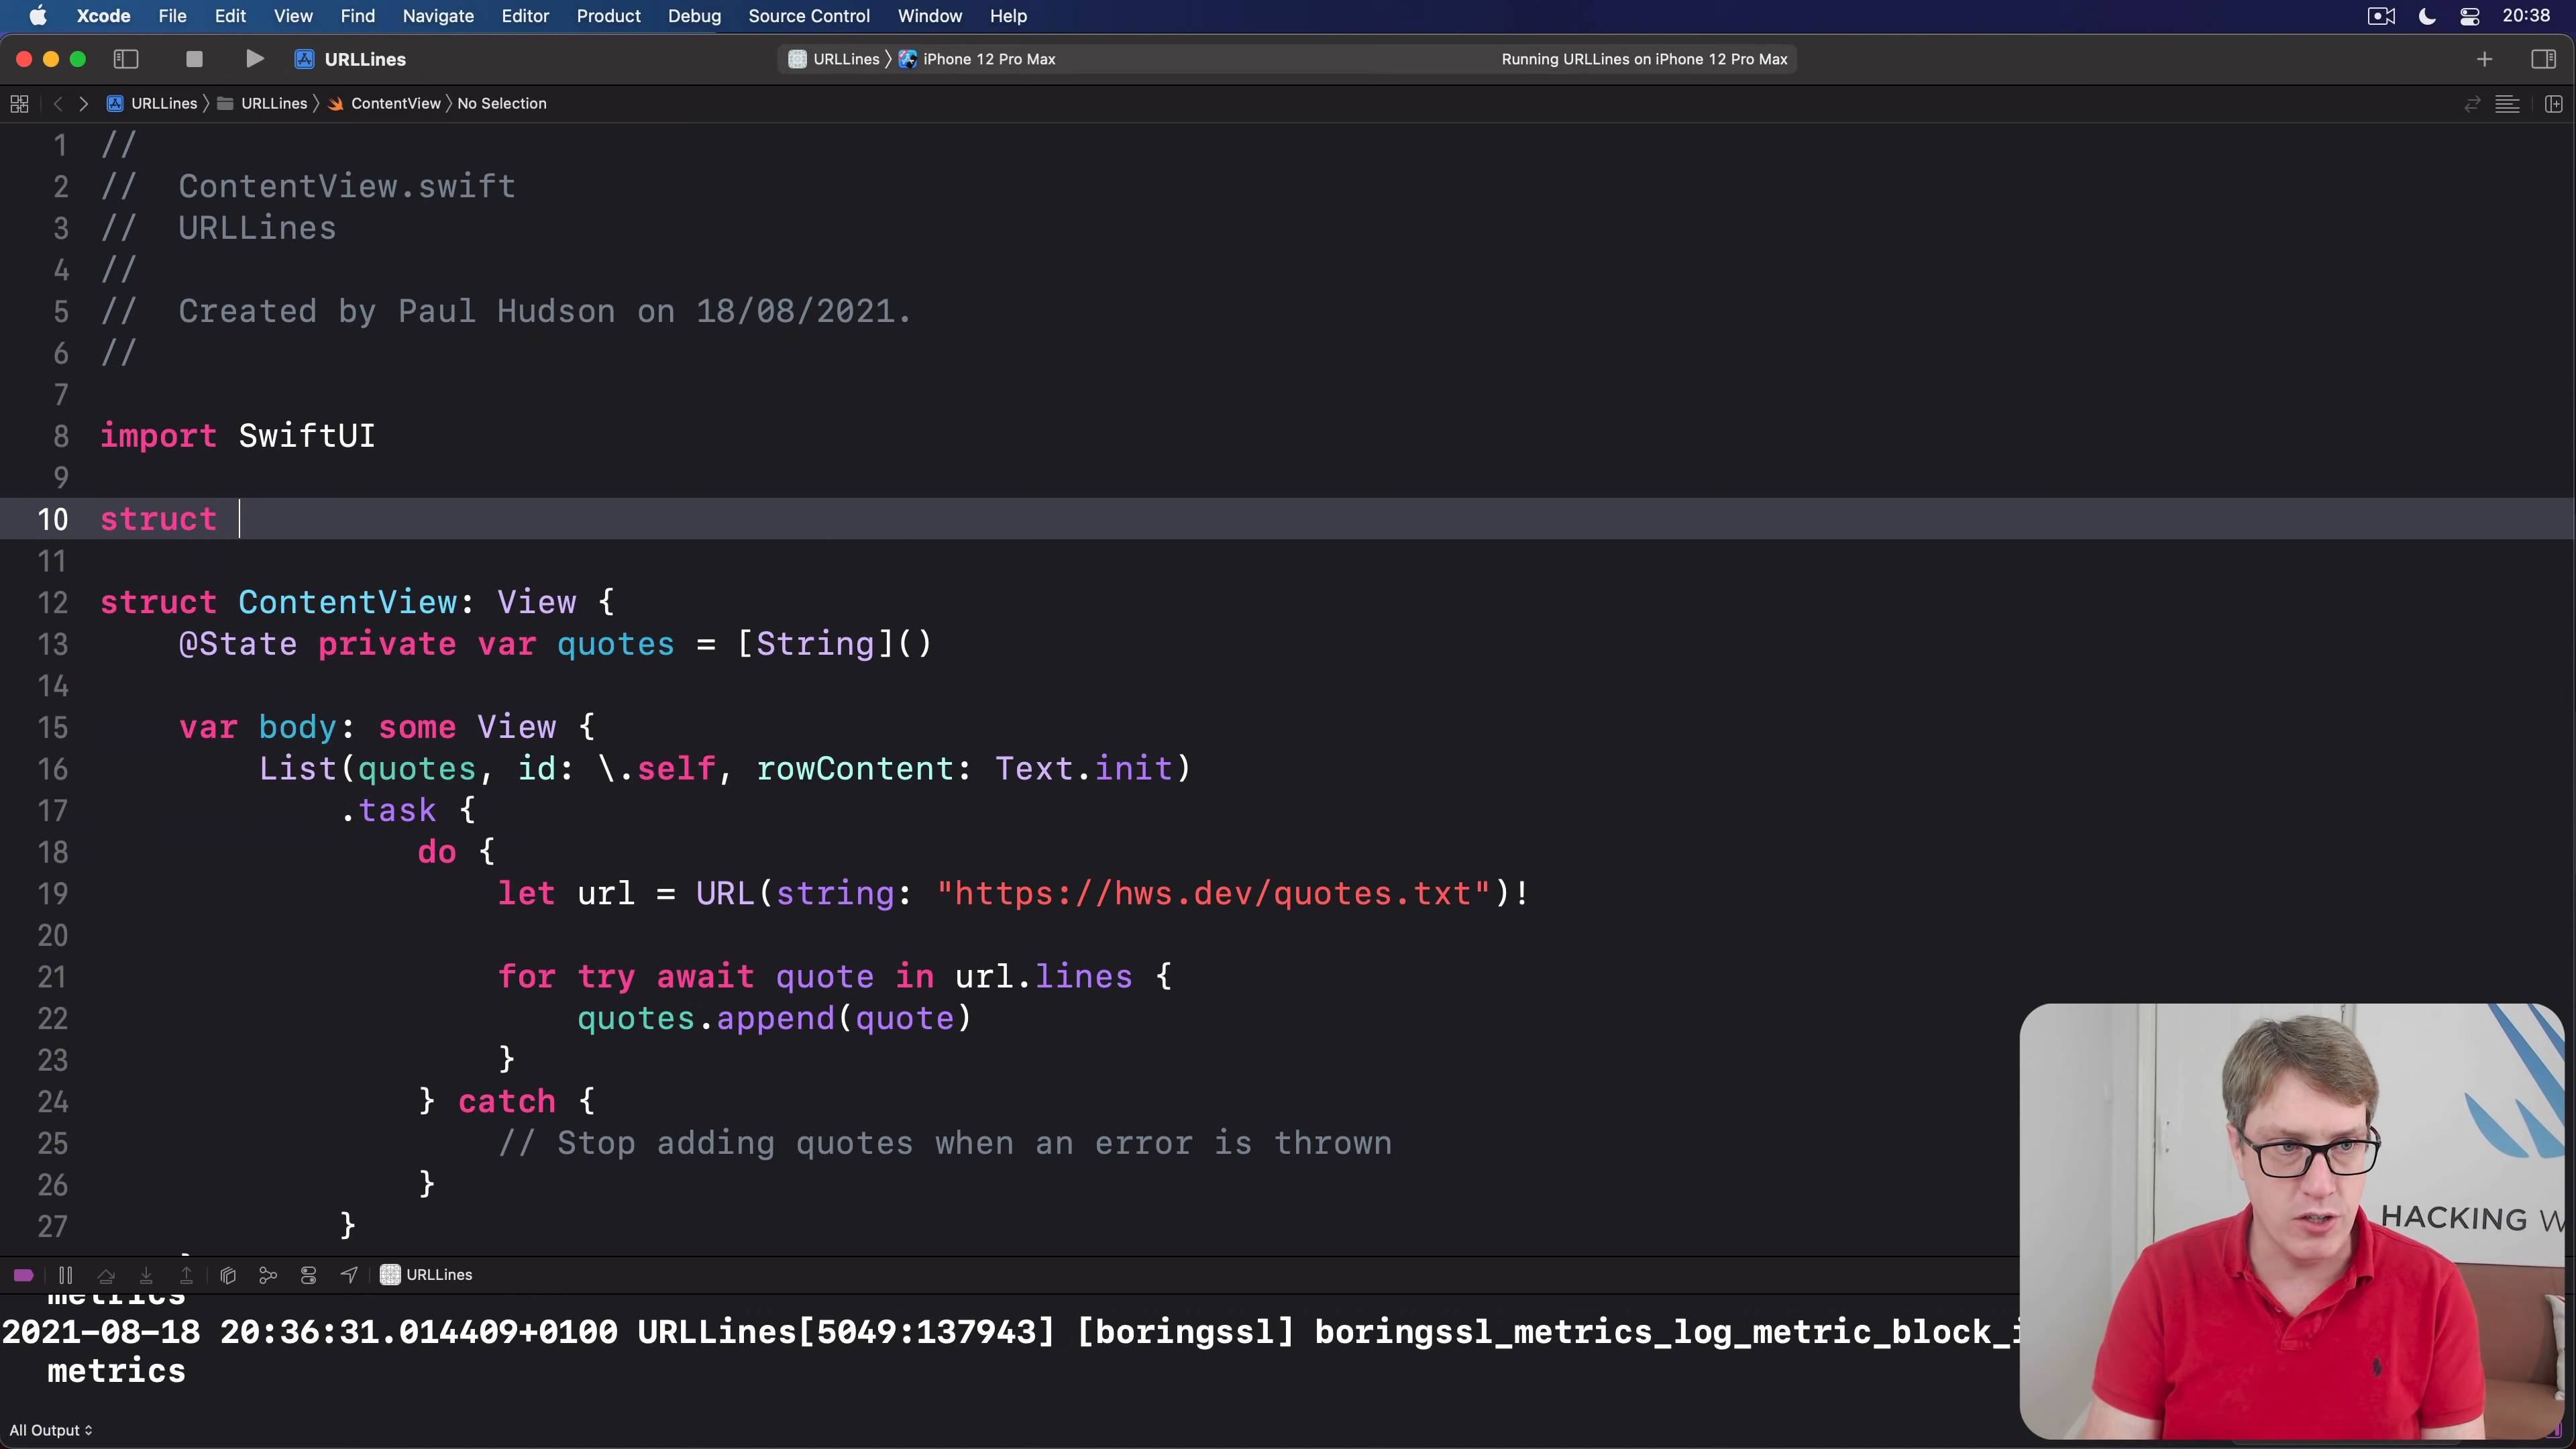 Xcode File Edit View Find Navigate Editor Product Debug Source Control Window Help 20:38
URLLines URLLines 〉 iPhone 12 Pro Max Running URLLines on iPhone 12 Pro Max
URLLines 〉 URLLines 〉 ContentView 〉 No Selection
1 //
2 //  ContentView.swift
3 //  URLLines
4 //
5 //  Created by Paul Hudson on 18/08/2021.
6 //
7
8 import SwiftUI
9
10 struct
11
12 struct ContentView: View {
13     @State private var quotes = [String]()
14
15     var body: some View {
16         List(quotes, id: \.self, rowContent: Text.init)
17             .task {
18                 do {
19                     let url = URL(string: "https://hws.dev/quotes.txt")!
20
21                     for try await quote in url.lines {
22                         quotes.append(quote)
23                     }
24                 } catch {
25                     // Stop adding quotes when an error is thrown
26                 }
27             }
URLLines
metrics
2021-08-18 20:36:31.014409+0100 URLLines[5049:137943] [boringssl] boringssl_metrics_log_metric_block_i
metrics
All Output
HACKING W